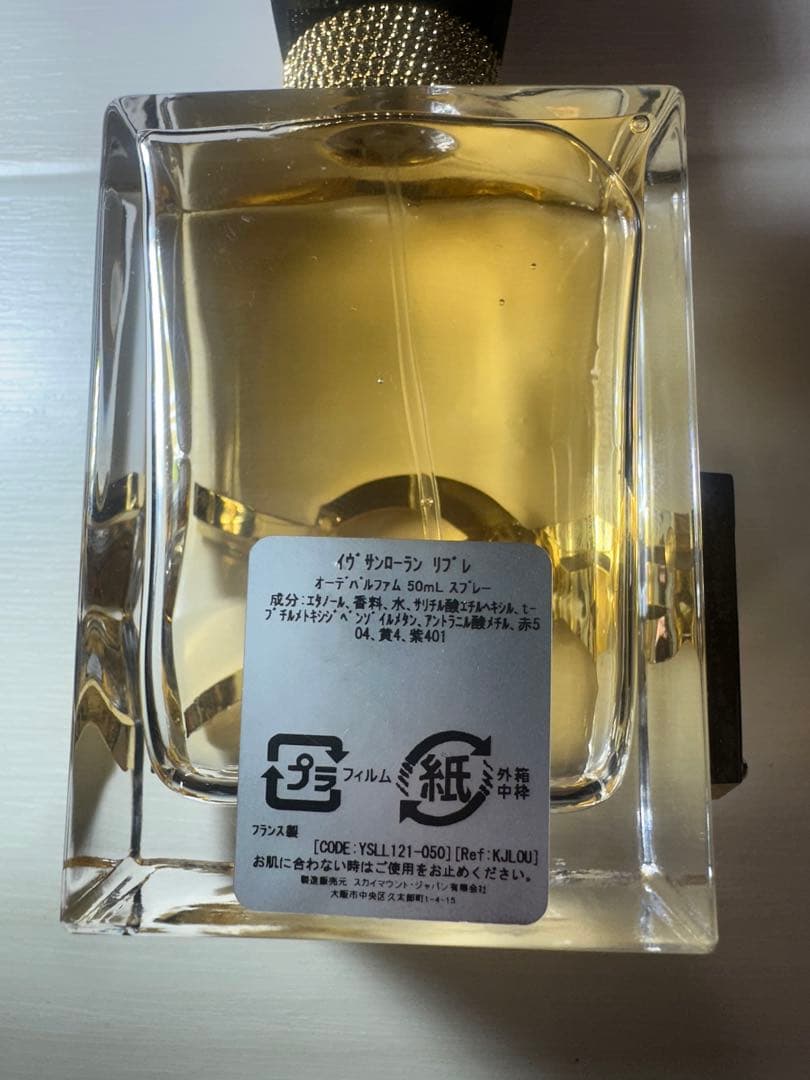 イヴサンローラン リブレ
オーデパルファム 50mL スプレー
成分:エタノール、香料、水、サリチル酸エチルヘキシル、t-
ブチルメトキシジベンゾイルメタン、アントラニル酸メチル、赤5
04、黄4、紫401
プラ フィルム 紙 外箱
中枠
フランス製
[CODE:YSLL121-050][Ref:KJLOU]
お肌に合わない時はご使用をお止めください。
製造販売元 スカイマウント・ジャパン有限会社
大阪市中央区久太郎町1-4-15